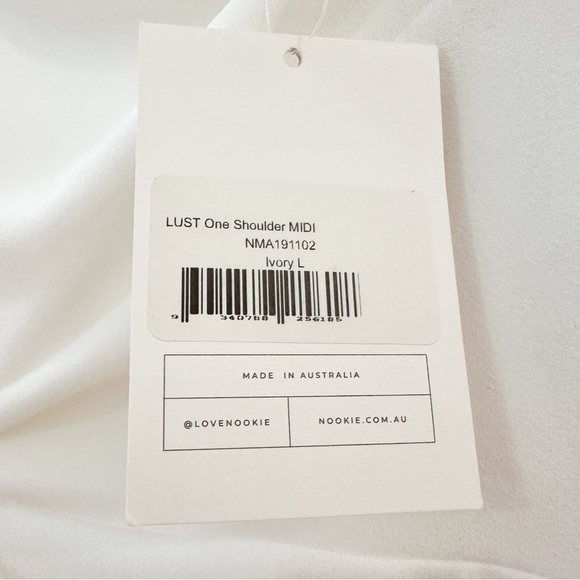 LUST One Shoulder MIDI
NMA191102
Ivory L
9 340788 256185
MADE IN AUSTRALIA
@LOVENOOKIE
NOOKIE.COM.AU